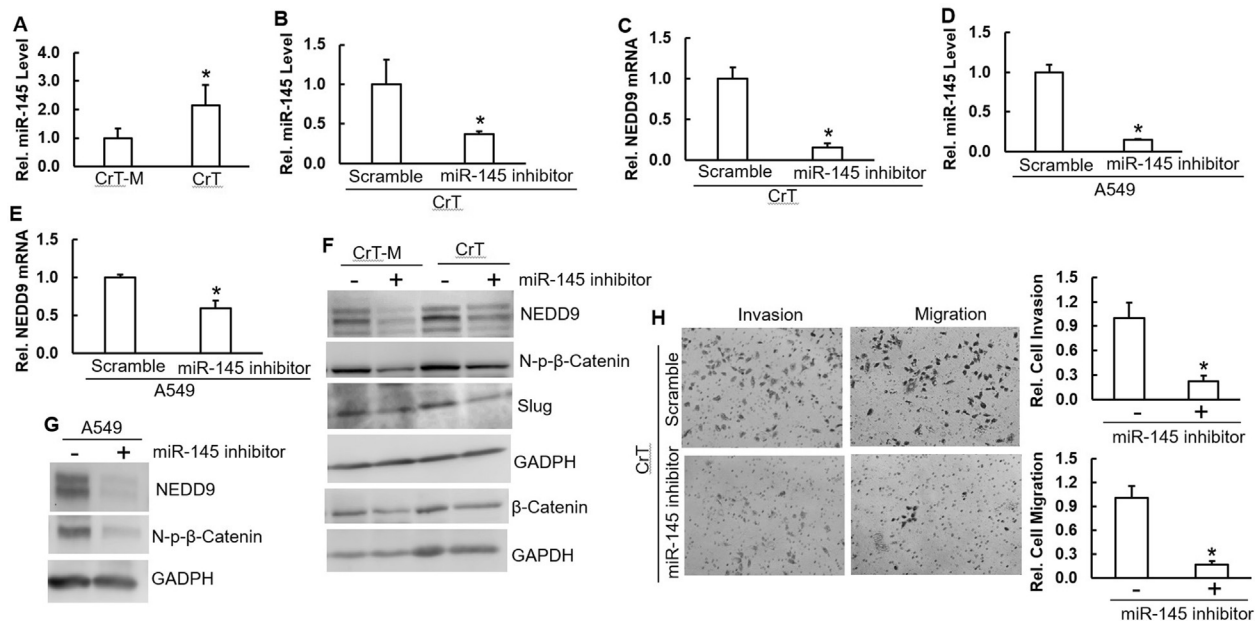 A
Rel. miR-145 Level
4.0
3.0
2.0
1.0
0.0
*
CrT-M CrT
B
Rel. miR-145 Level
1.5
1.0
0.5
0.0
*
Scramble miR-145 inhibitor
CrT
C
Rel. NEDD9 mRNA
1.5
1.0
0.5
0.0
*
Scramble miR-145 inhibitor
CrT
D
Rel. miR-145 Level
1.5
1.0
0.5
0.0
*
Scramble miR-145 inhibitor
A549
E
Rel. NEDD9 mRNA
1.5
1.0
0.5
0.0
*
Scramble miR-145 inhibitor
A549
F
CrT-M CrT
- + - + miR-145 inhibitor
NEDD9
N-p-β-Catenin
Slug
GADPH
β-Catenin
GAPDH
G
A549
- + miR-145 inhibitor
NEDD9
N-p-β-Catenin
GADPH
H
Invasion Migration
CrT
Scramble
miR-145 inhibitor
Rel. Cell Invasion
1.5
1.2
0.9
0.6
0.3
0.0
*
- +
miR-145 inhibitor
Rel. Cell Migration
1.5
1.2
0.9
0.6
0.3
0.0
*
- +
miR-145 inhibitor